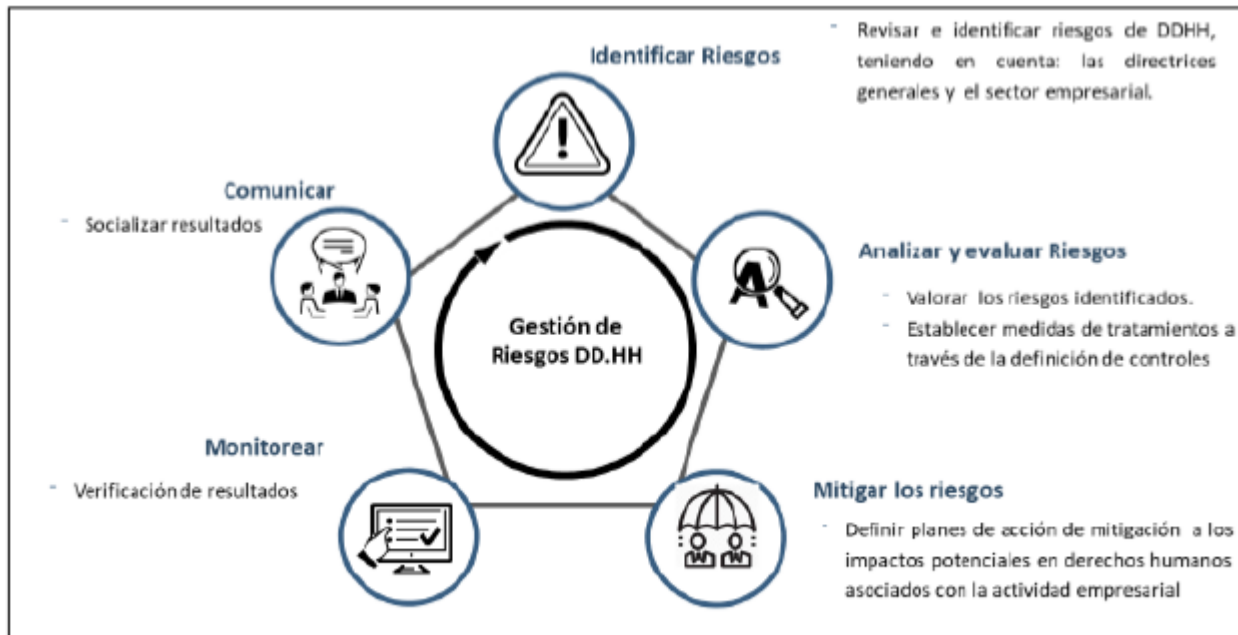 Identificar Riesgos
- Revisar e identificar riesgos de DDHH,
teniendo en cuenta: las directrices
generales y el sector empresarial.
Analizar y evaluar Riesgos
- Valorar los riesgos identificados.
- Establecer medidas de tratamientos a
través de la definición de controles
Mitigar los riesgos
- Definir planes de acción de mitigación a los
impactos potenciales en derechos humanos
asociados con la actividad empresarial
Monitorear
- Verificación de resultados
Comunicar
- Socializar resultados
Gestión de
Riesgos DD.HH
A